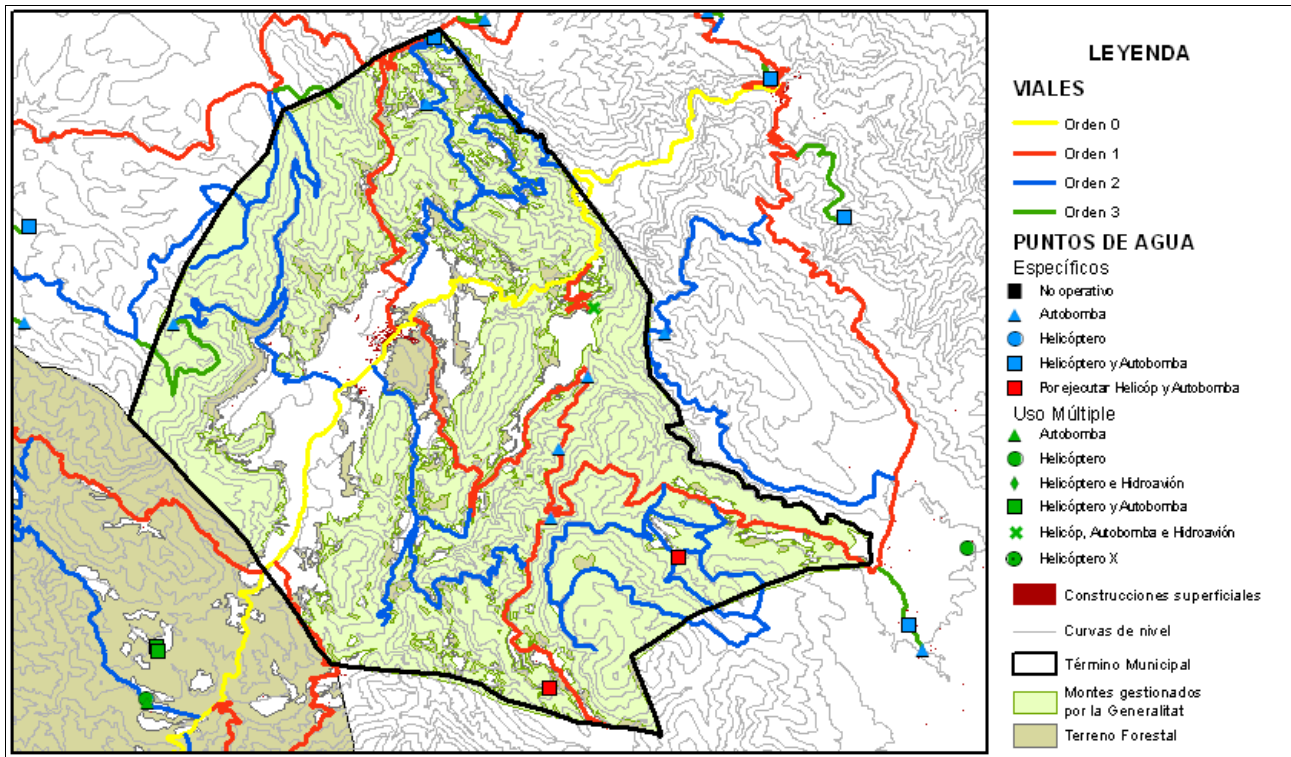 LEYENDA
VIALES
Orden 0
Orden 1
Orden 2
Orden 3
PUNTOS DE AGUA
Específicos
No operativo
Autobomba
Helicóptero
Helicóptero y Autobomba
Por ejecutar Helicóp y Autobomba
Uso Múltiple
Autobomba
Helicóptero
Helicóptero e Hidroavión
Helicóptero y Autobomba
Helicóp, Autobomba e Hidroavión
Helicóptero X
Construcciones superficiales
Curvas de nivel
Término Municipal
Montes gestionados
por la Generalitat
Terreno Forestal